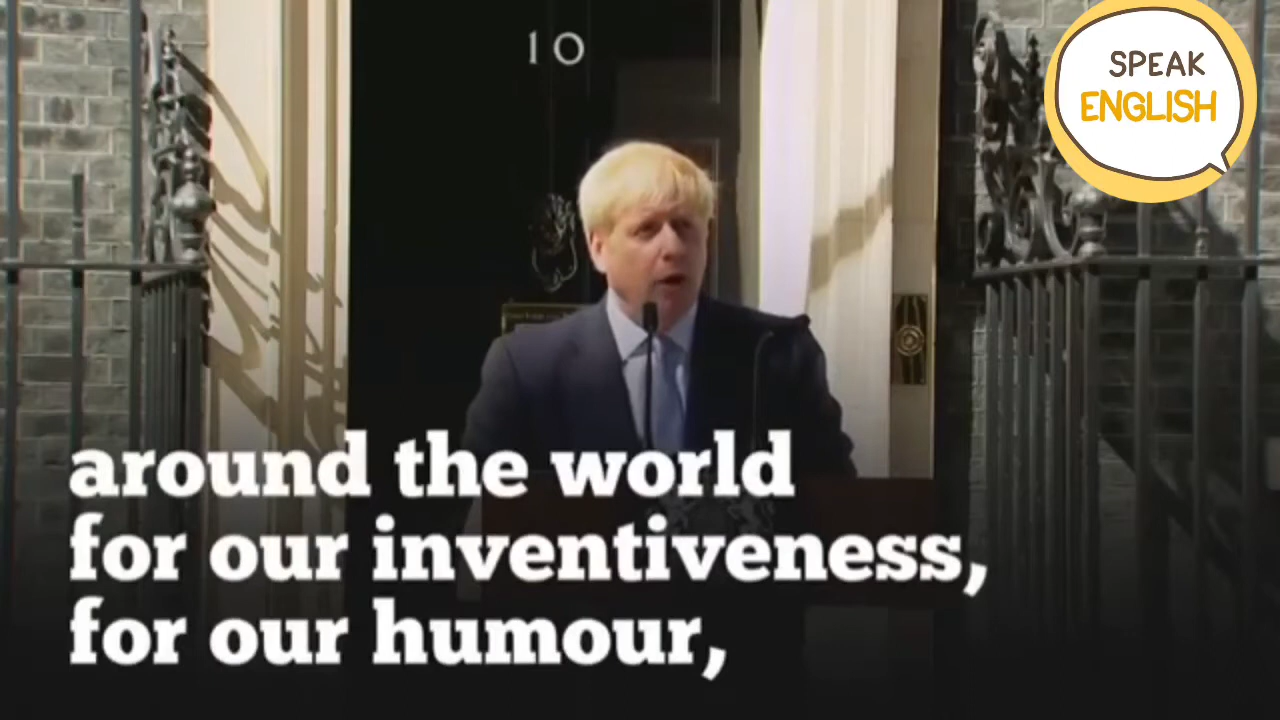 10
SPEAK
ENGLISH
around the world
for our inventiveness,
for our humour,